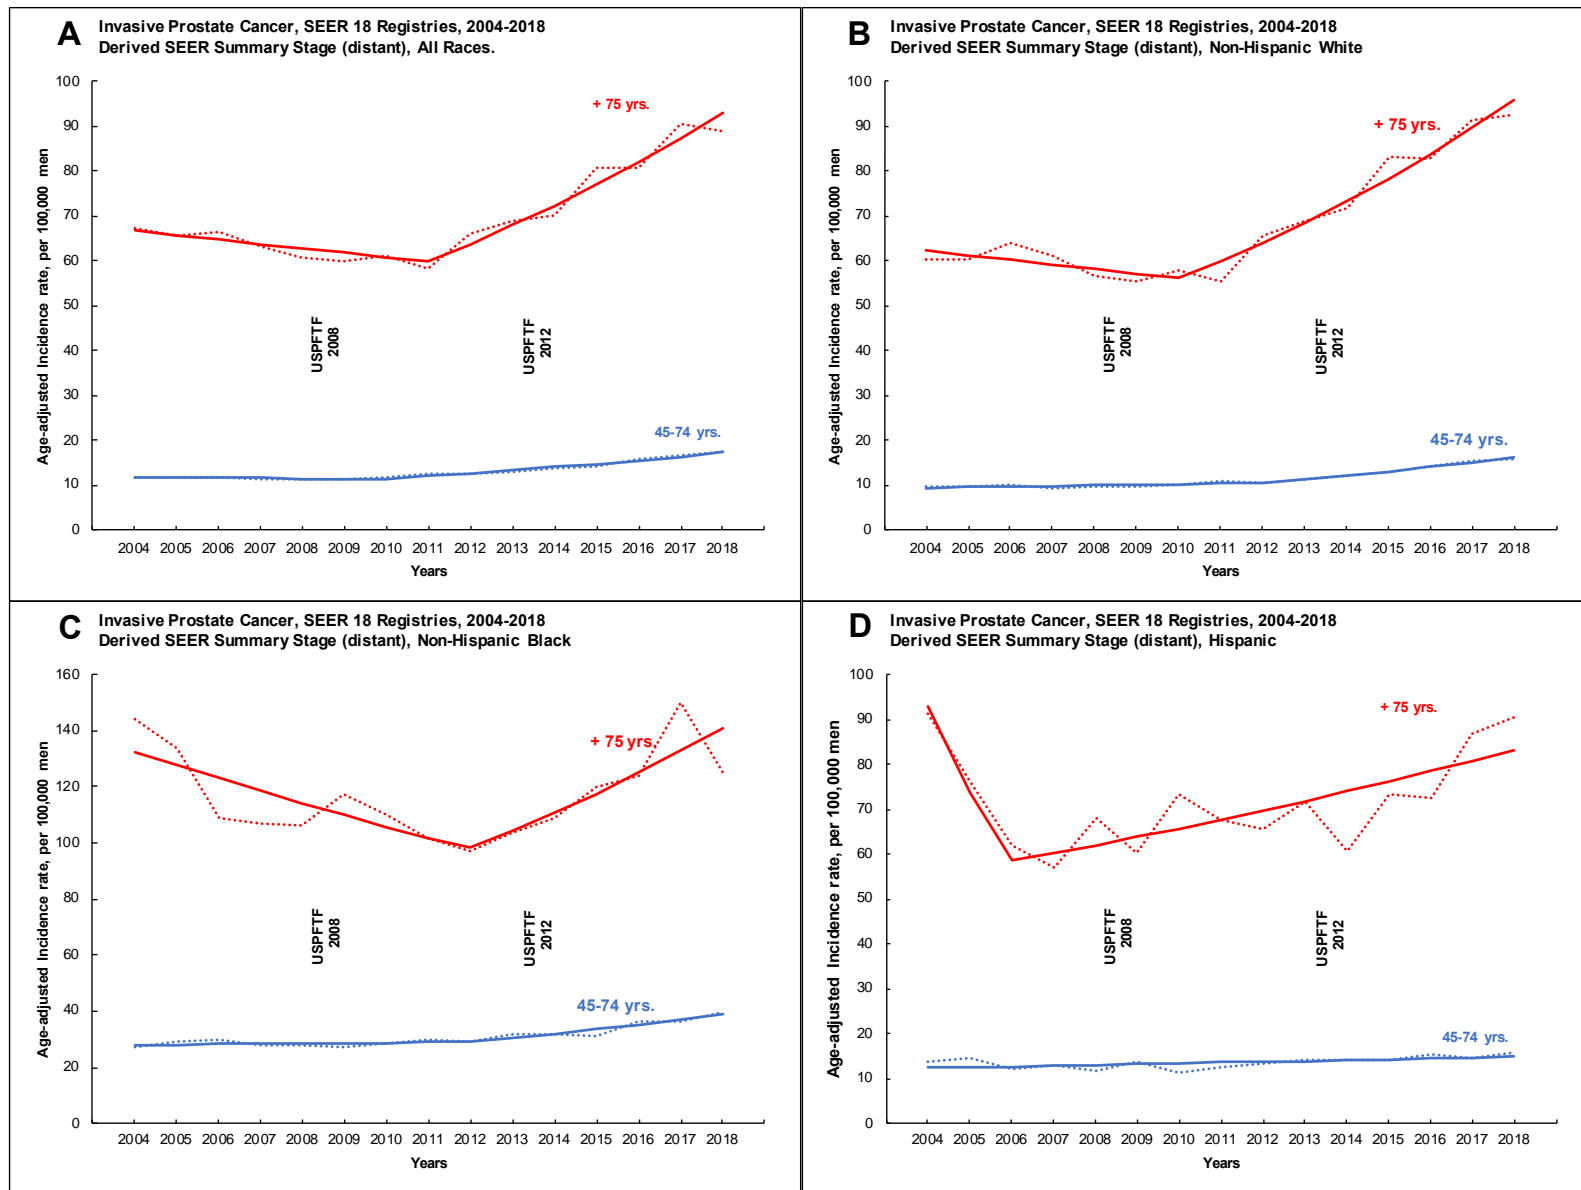 A
Invasive Prostate Cancer, SEER 18 Registries, 2004-2018
Derived SEER Summary Stage (distant), All Races.
Age-adjusted Incidence rate, per 100,000 men
100
90
80
70
60
50
40
30
20
10
0
+ 75 yrs.
USPFTF
2008
USPFTF
2012
45-74 yrs.
2004 2005 2006 2007 2008 2009 2010 2011 2012 2013 2014 2015 2016 2017 2018
Years
B
Invasive Prostate Cancer, SEER 18 Registries, 2004-2018
Derived SEER Summary Stage (distant), Non-Hispanic White
Age-adjusted Incidence rate, per 100,000 men
100
90
80
70
60
50
40
30
20
10
0
+ 75 yrs.
USPFTF
2008
USPFTF
2012
45-74 yrs.
2004 2005 2006 2007 2008 2009 2010 2011 2012 2013 2014 2015 2016 2017 2018
Years
C
Invasive Prostate Cancer, SEER 18 Registries, 2004-2018
Derived SEER Summary Stage (distant), Non-Hispanic Black
Age-adjusted Incidence rate, per 100,000 men
160
140
120
100
80
60
40
20
0
+ 75 yrs.
USPFTF
2008
USPFTF
2012
45-74 yrs.
2004 2005 2006 2007 2008 2009 2010 2011 2012 2013 2014 2015 2016 2017 2018
Years
D
Invasive Prostate Cancer, SEER 18 Registries, 2004-2018
Derived SEER Summary Stage (distant), Hispanic
Age-adjusted Incidence rate, per 100,000 men
100
90
80
70
60
50
40
30
20
10
0
+ 75 yrs.
USPFTF
2008
USPFTF
2012
45-74 yrs.
2004 2005 2006 2007 2008 2009 2010 2011 2012 2013 2014 2015 2016 2017 2018
Years